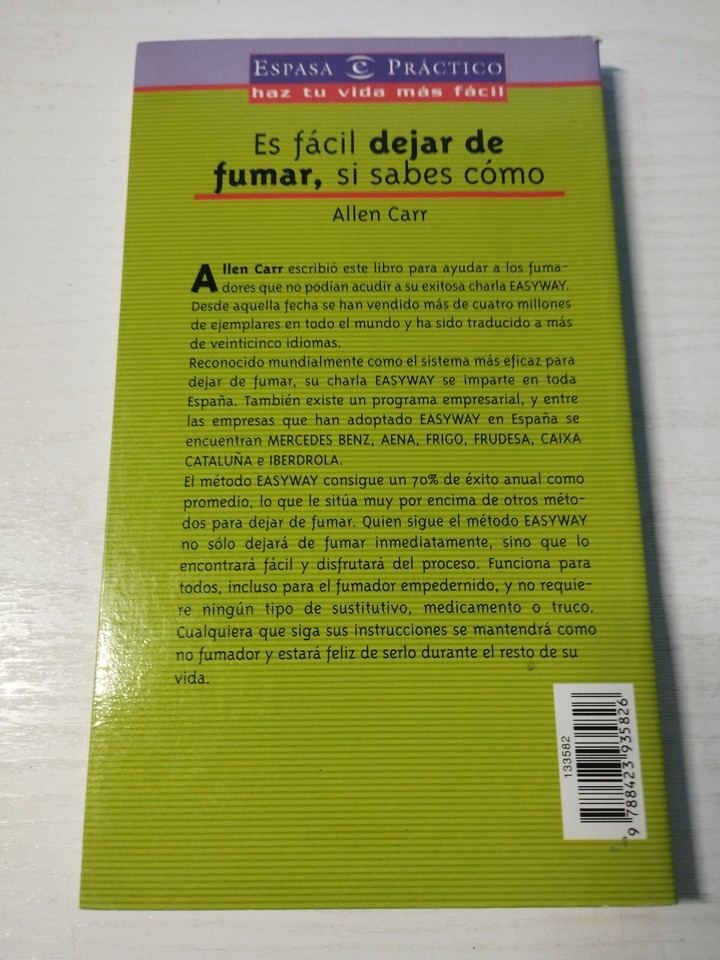 ESPASA e PRÁCTICO
haz tu vida más fácil
Es fácil dejar de
fumar, si sabes cómo
Allen Carr
Allen Carr escribió este libro para ayudar a los fuma-
dores que no podían acudir a su exitosa charla EASYWAY.
Desde aquella fecha se han vendido más de cuatro millones
de ejemplares en todo el mundo y ha sido traducido a más
de veinticinco idiomas.
Reconocido mundialmente como el sistema más eficaz para
dejar de fumar, su charla EASYWAY se imparte en toda
España. También existe un programa empresarial, y entre
las empresas que han adoptado EASYWAY en España se
encuentran MERCEDES BENZ, AENA, FRIGO, FRUDESA, CAIXA
CATALUÑA e IBERDROLA.
El método EASYWAY consigue un 70% de éxito anual como
promedio, lo que le sitúa muy por encima de otros méto-
dos para dejar de fumar. Quien sigue el método EASYWAY
no sólo dejará de fumar inmediatamente, sino que lo
encontrará fácil y disfrutará del proceso. Funciona para
todos, incluso para el fumador empedernido, y no requie-
re ningún tipo de sustitutivo, medicamento o truco.
Cualquiera que siga sus instrucciones se mantendrá como
no fumador y estará feliz de serlo durante el resto de su
vida.
133582
9 788423 935826